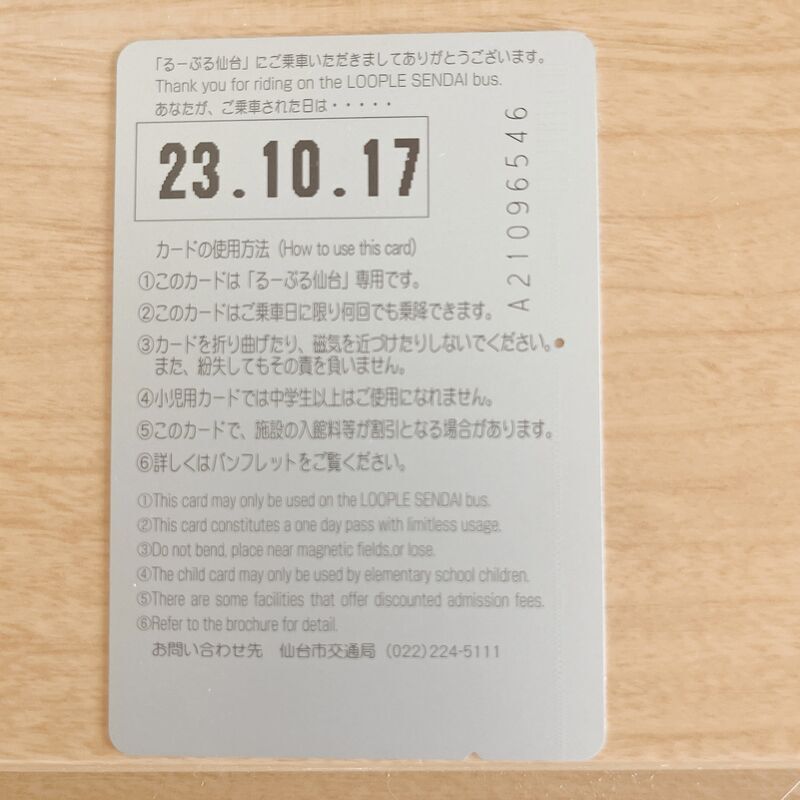 「るーぷる仙台」にご乗車いただきましてありがとうございます。
Thank you for riding on the LOOPLE SENDAI bus.
あなたが、ご乗車された日は・・・・・
23.10.17
A21096546
カードの使用方法（How to use this card）
①このカードは「るーぷる仙台」専用です。
②このカードはご乗車日に限り何回でも乗降できます。
③カードを折り曲げたり、磁気を近づけたりしないでください。
また、紛失してもその責を負いません。
④小児用カードでは中学生以上はご使用になれません。
⑤このカードで、施設の入館料等が割引となる場合があります。
⑥詳しくはパンフレットをご覧ください。
①This card may only be used on the LOOPLE SENDAI bus.
②This card constitutes a one day pass with limitless usage.
③Do not bend, place near magnetic fields,or lose.
④The child card may only be used by elementary school children.
⑤There are some facilities that offer discounted admission fees.
⑥Refer to the brochure for detail.
お問い合わせ先　仙台市交通局（022）224-5111